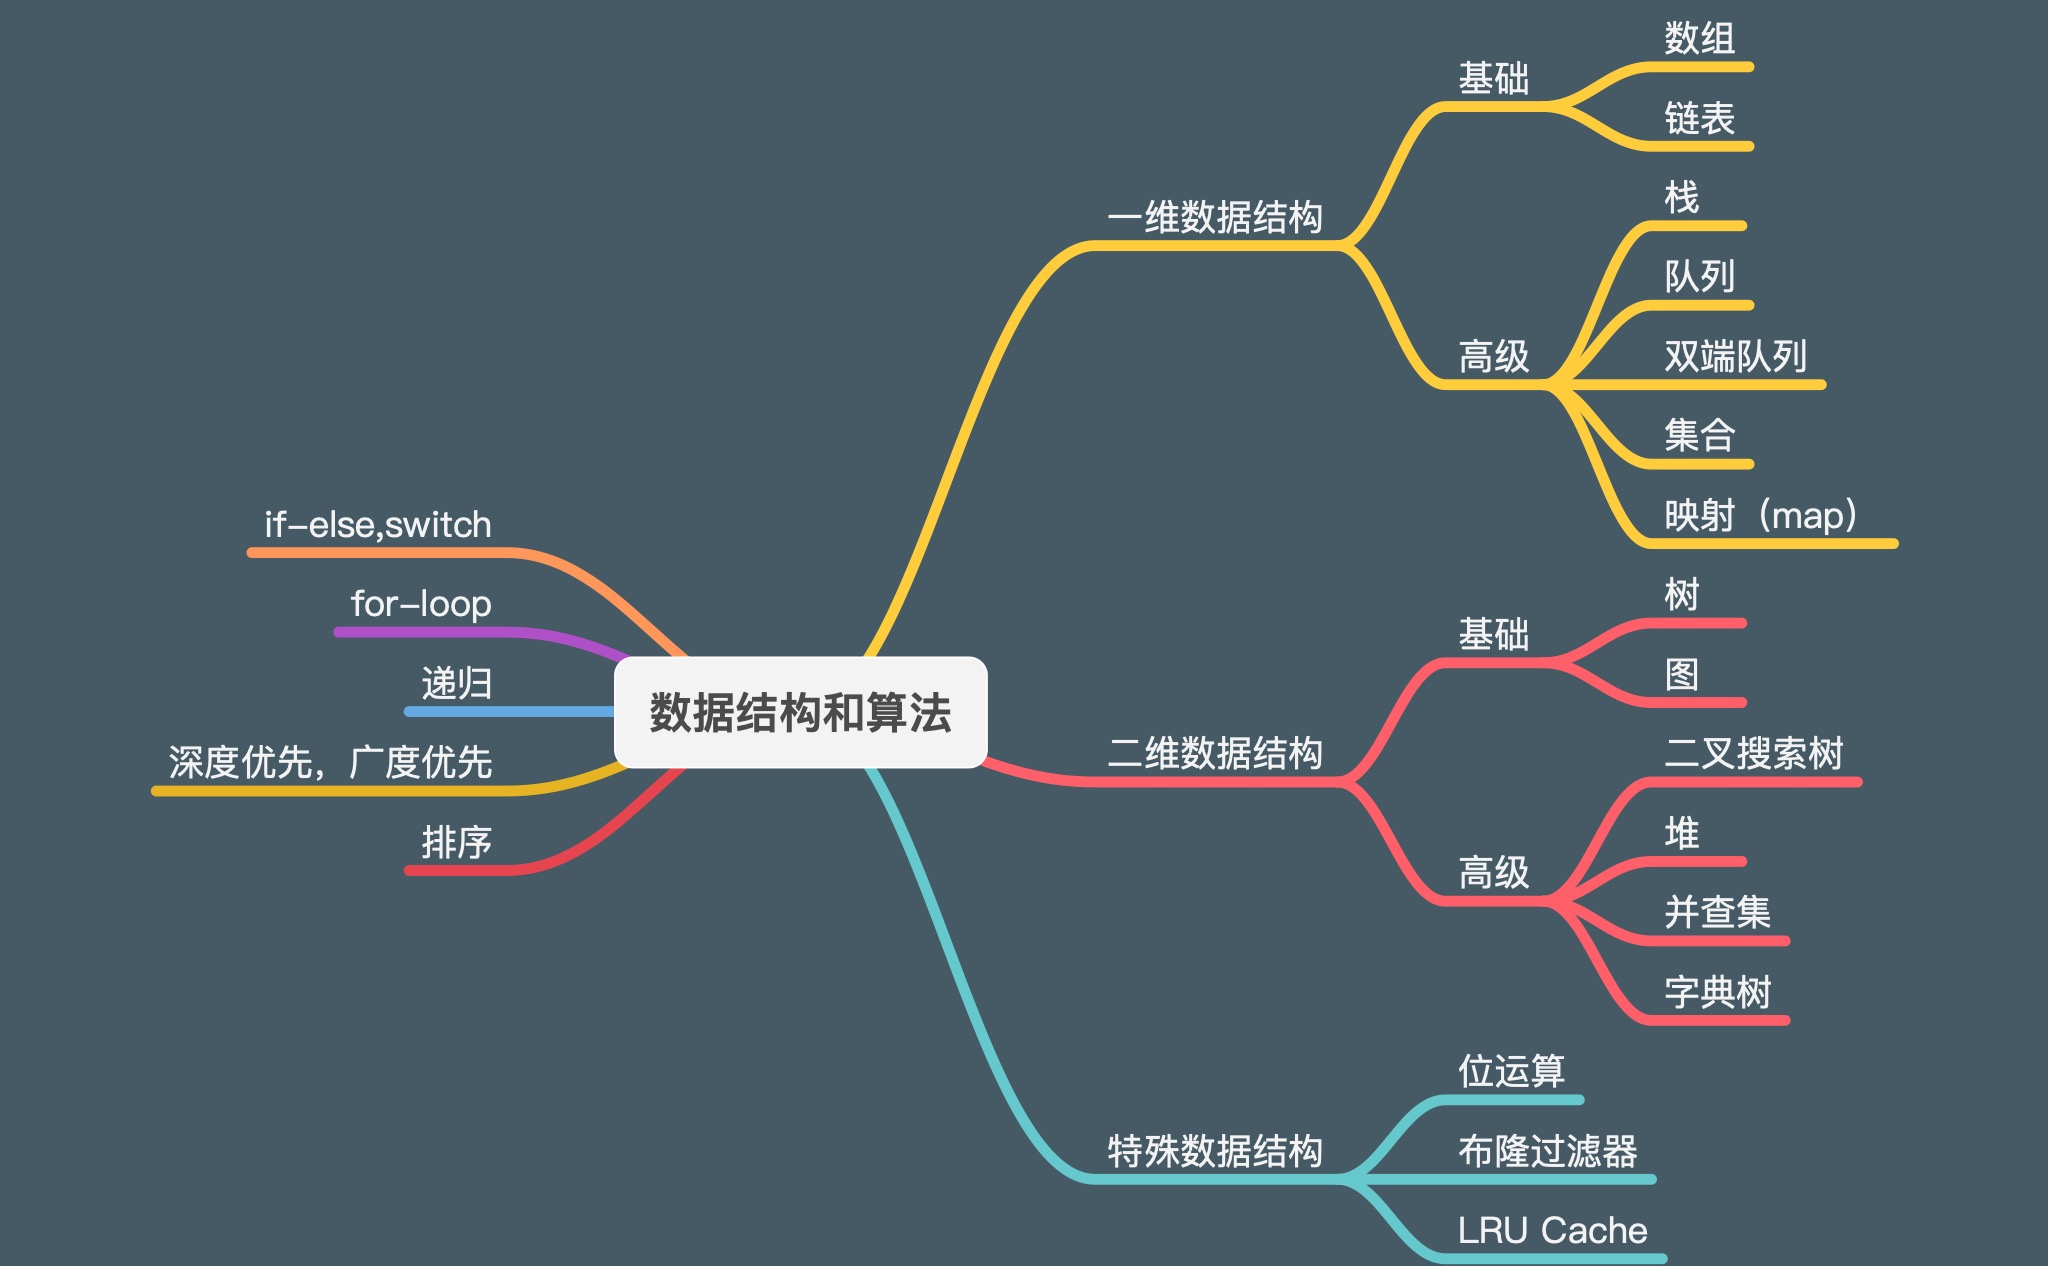 数据结构和算法
一维数据结构
基础
数组
链表
高级
栈
队列
双端队列
集合
映射（map）
二维数据结构
基础
树
图
高级
二叉搜索树
堆
并查集
字典树
特殊数据结构
位运算
布隆过滤器
LRU Cache
if-else,switch
for-loop
递归
深度优先，广度优先
排序